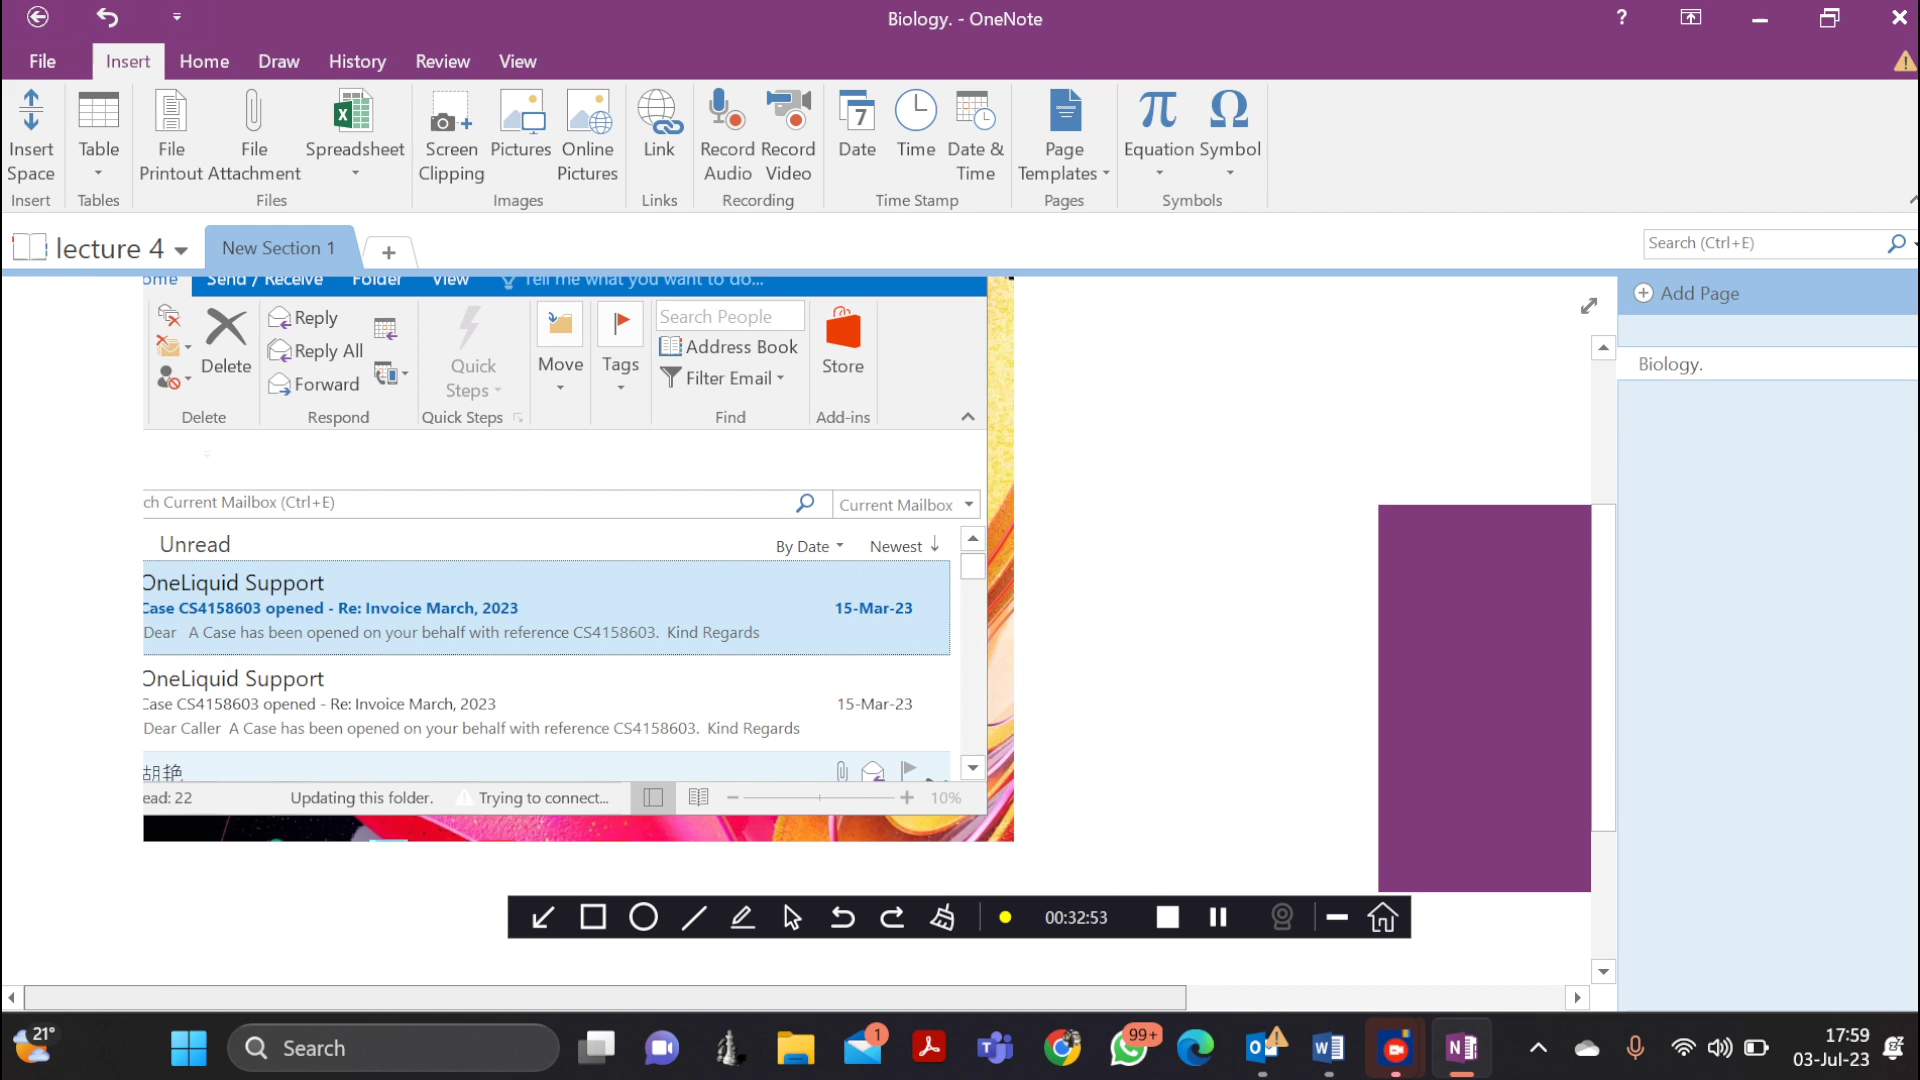 Biology. - OneNote
?
File Insert Home Draw History Review View
Insert Space
Table
File Printout
File Attachment
Spreadsheet
Screen Clipping
Pictures
Online Pictures
Link
Record Audio
Record Video
7
Date
Time
Date & Time
Page Templates
π
Equation
Ω
Symbol
Insert Tables Files Images Links Recording Time Stamp Pages Symbols
lecture 4 New Section 1 +
Search (Ctrl+E)
Add Page
Biology.
ome Send / Receive Folder View Tell me what you want to do...
Delete
Reply
Reply All
Forward
Quick Steps
Move
Tags
Search People
Address Book
Filter Email
Store
Delete Respond Quick Steps Find Add-ins
ch Current Mailbox (Ctrl+E) Current Mailbox
Unread By Date Newest
OneLiquid Support
Case CS4158603 opened - Re: Invoice March, 2023 15-Mar-23
Dear A Case has been opened on your behalf with reference CS4158603. Kind Regards
OneLiquid Support
Case CS4158603 opened - Re: Invoice March, 2023 15-Mar-23
Dear Caller A Case has been opened on your behalf with reference CS4158603. Kind Regards
胡艳
ead: 22 Updating this folder. Trying to connect... 10%
00:32:53
21°
Search
1
99+
17:59
03-Jul-23